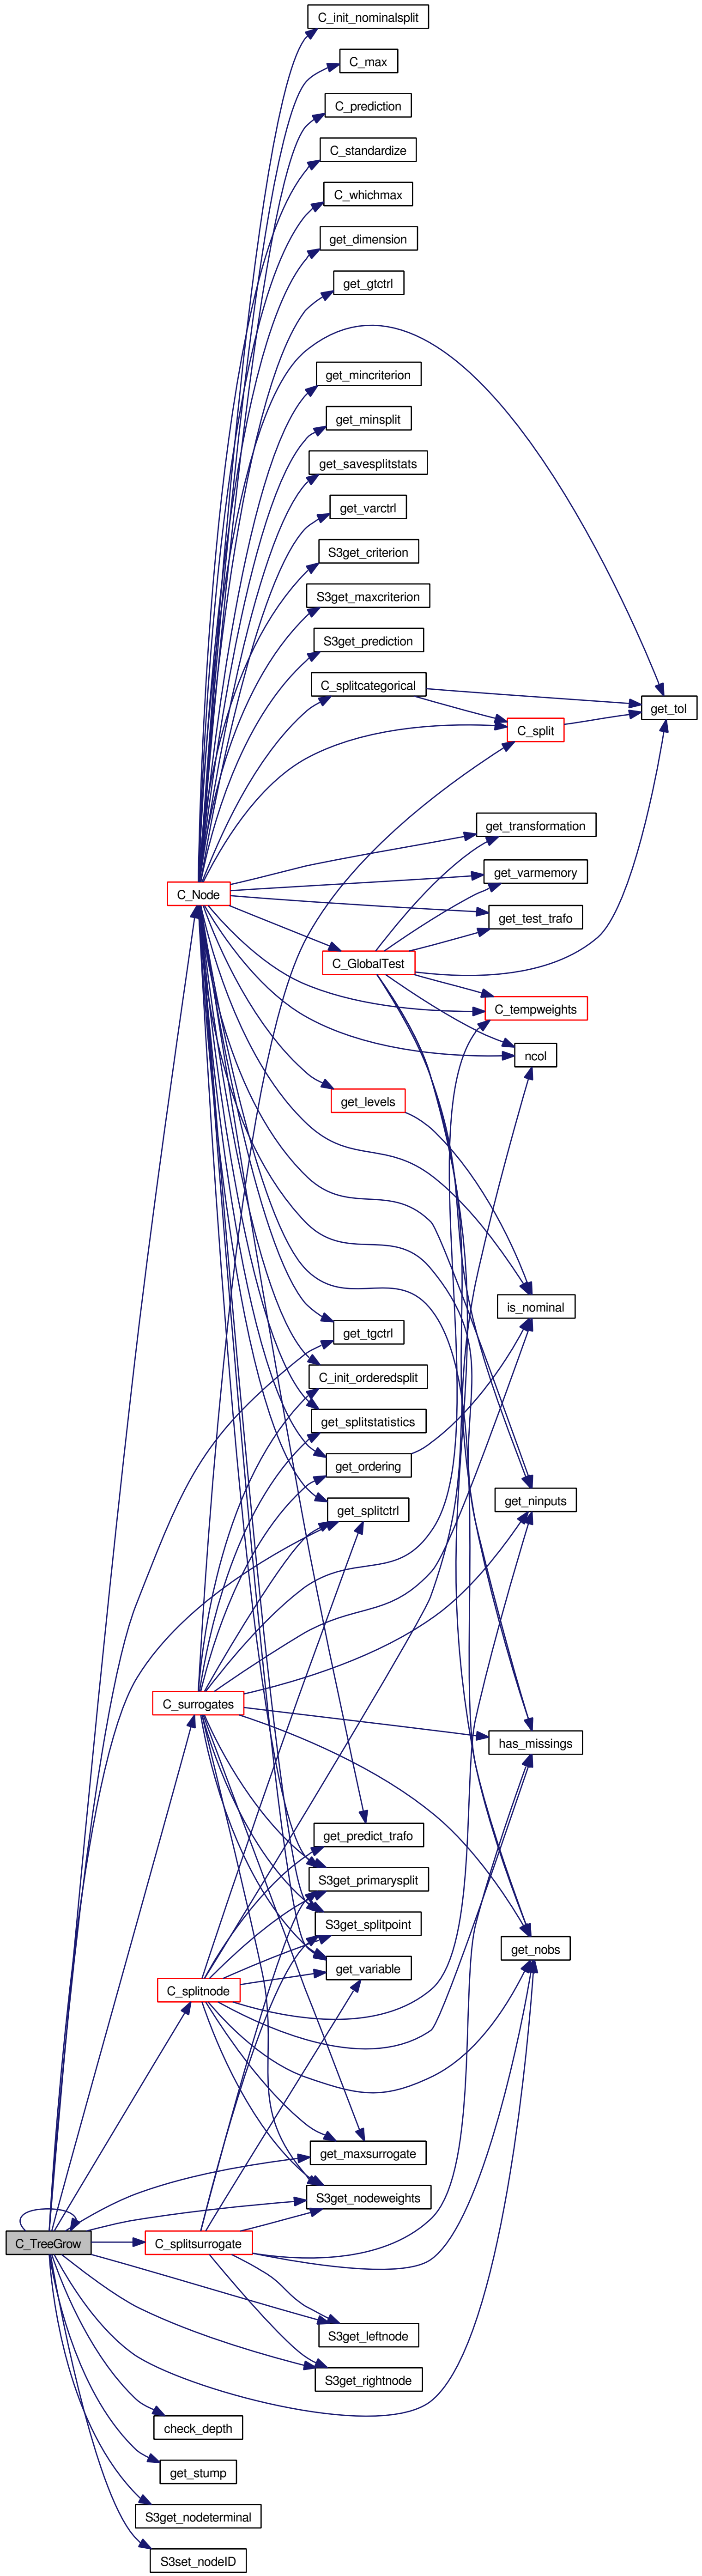 C_init_nominalsplit
C_max
C_prediction
C_standardize
C_whichmax
get_dimension
get_gtctrl
get_mincriterion
get_minsplit
get_savesplitstats
get_varctrl
S3get_criterion
S3get_maxcriterion
S3get_prediction
C_splitcategorical
get_tol
C_split
get_transformation
get_varmemory
C_Node
get_test_trafo
C_GlobalTest
C_tempweights
ncol
get_levels
is_nominal
get_tgctrl
C_init_orderedsplit
get_splitstatistics
get_ordering
get_ninputs
get_splitctrl
C_surrogates
has_missings
get_predict_trafo
S3get_primarysplit
S3get_splitpoint
get_nobs
get_variable
C_splitnode
get_maxsurrogate
S3get_nodeweights
C_TreeGrow
C_splitsurrogate
S3get_leftnode
S3get_rightnode
check_depth
get_stump
S3get_nodeterminal
S3set_nodeID